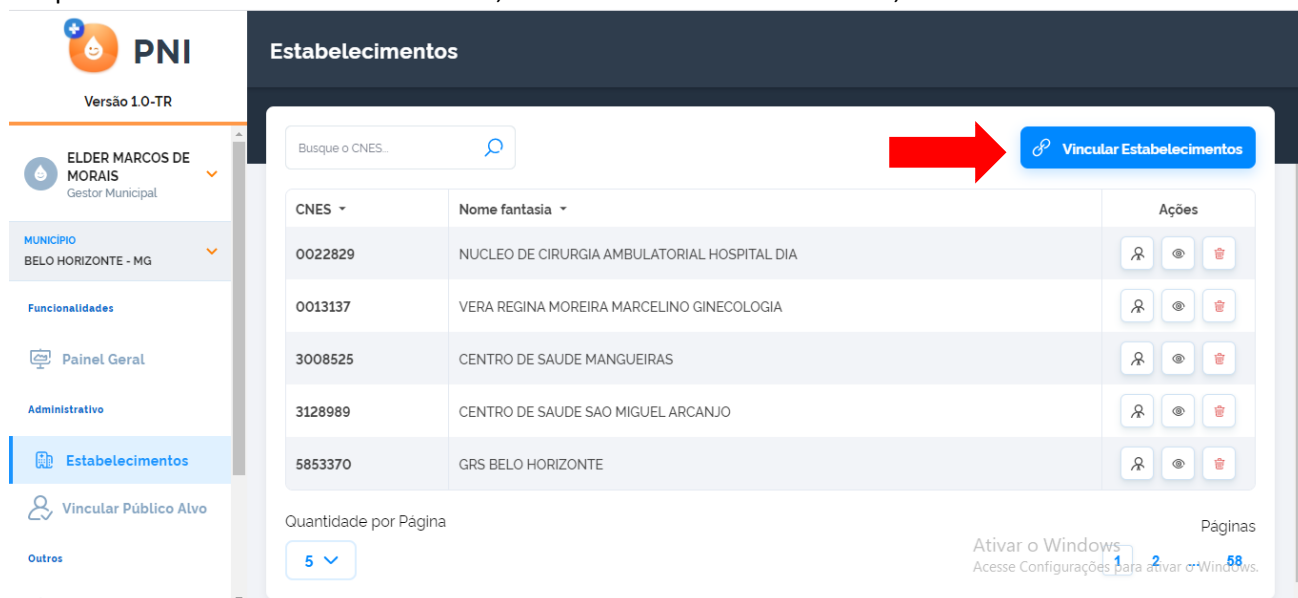 PNI
Versão 1.0-TR
ELDER MARCOS DE
MORAIS
Gestor Municipal
MUNICÍPIO
BELO HORIZONTE - MG
Funcionalidades
Painel Geral
Administrativo
Estabelecimentos
Vincular Público Alvo
Outros
Estabelecimentos
Busque o CNES...
Vincular Estabelecimentos
CNES Nome fantasia Ações
0022829 NUCLEO DE CIRURGIA AMBULATORIAL HOSPITAL DIA
0013137 VERA REGINA MOREIRA MARCELINO GINECOLOGIA
3008525 CENTRO DE SAUDE MANGUEIRAS
3128989 CENTRO DE SAUDE SAO MIGUEL ARCANJO
5853370 GRS BELO HORIZONTE
Quantidade por Página
5
Páginas
1 2 ... 58
Ativar o Windows
Acesse Configurações para ativar o Windows.